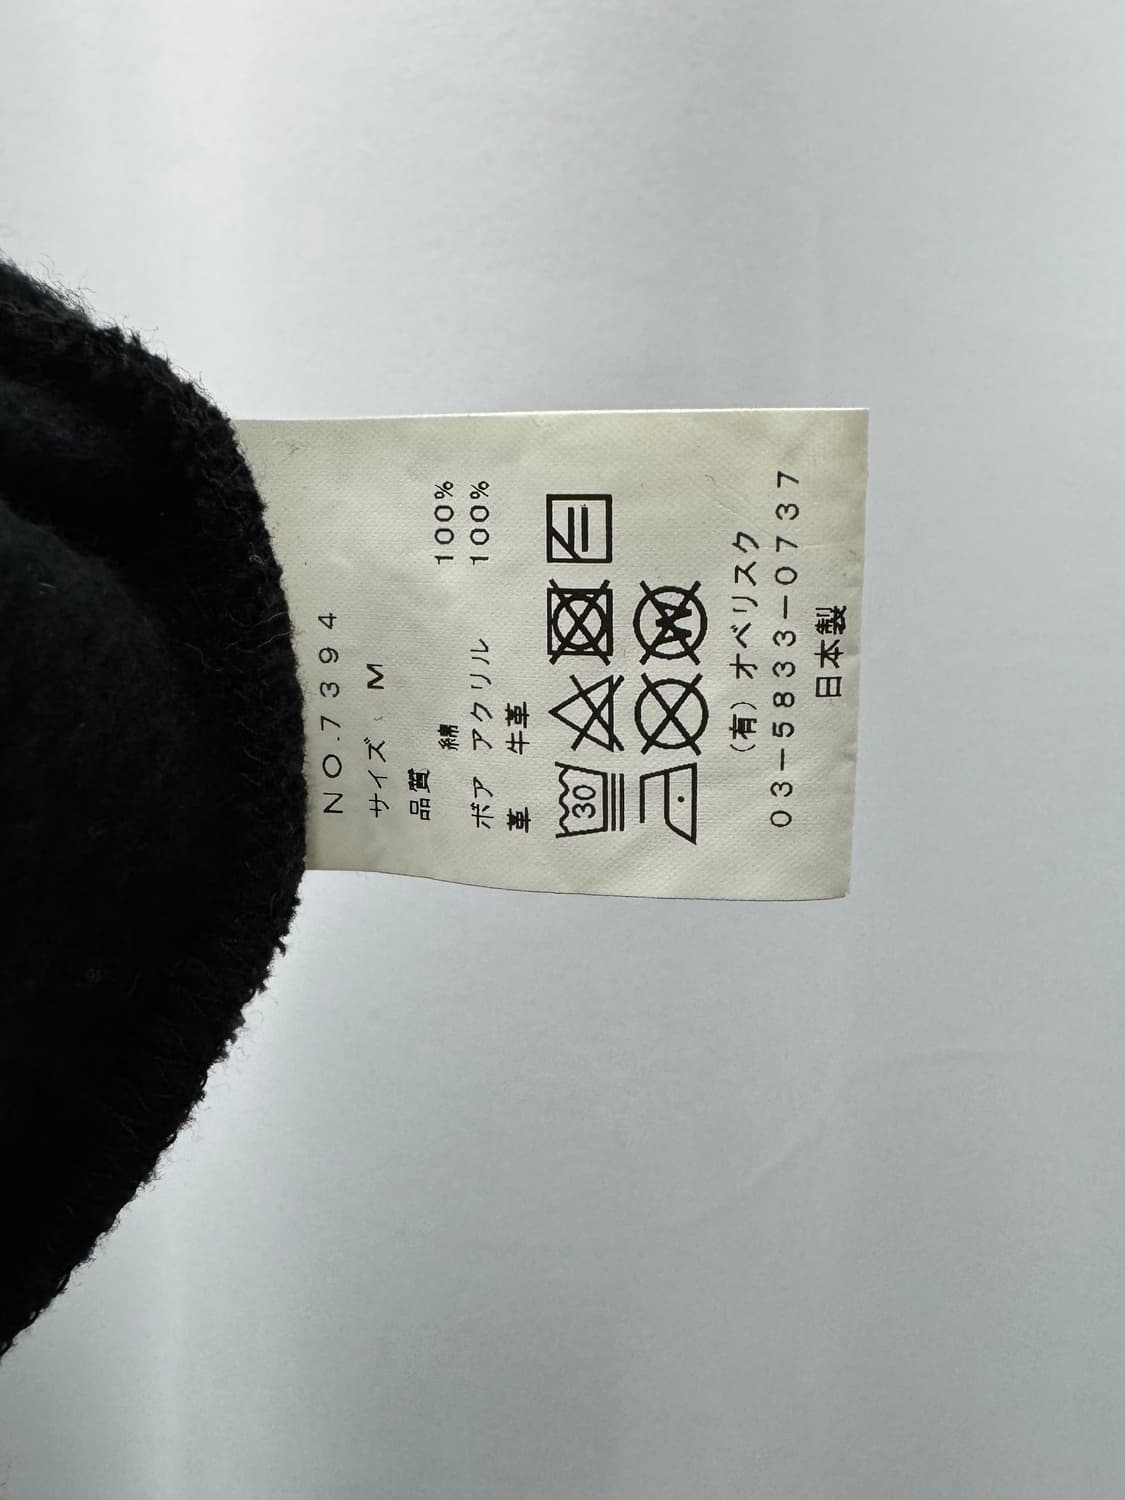 NO.7394
サイズ M
品質
綿 100%
ボア アクリル 100%
革 牛革
30
W
(有)オベリスク
03-5833-0737
日本製